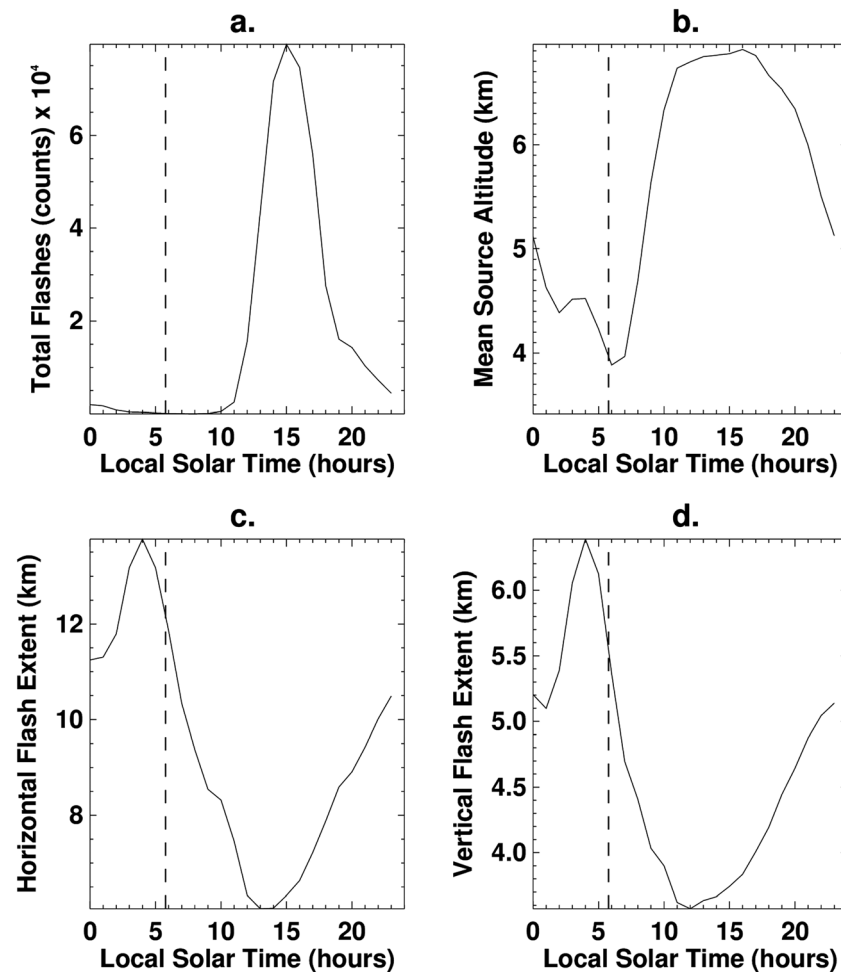 a.
Total Flashes (counts) x 10⁴
6
4
2
0 5 10 15 20
Local Solar Time (hours)
b.
Mean Source Altitude (km)
6
5
4
0 5 10 15 20
Local Solar Time (hours)
c.
Horizontal Flash Extent (km)
12
10
8
0 5 10 15 20
Local Solar Time (hours)
d.
Vertical Flash Extent (km)
6.0
5.5
5.0
4.5
4.0
0 5 10 15 20
Local Solar Time (hours)